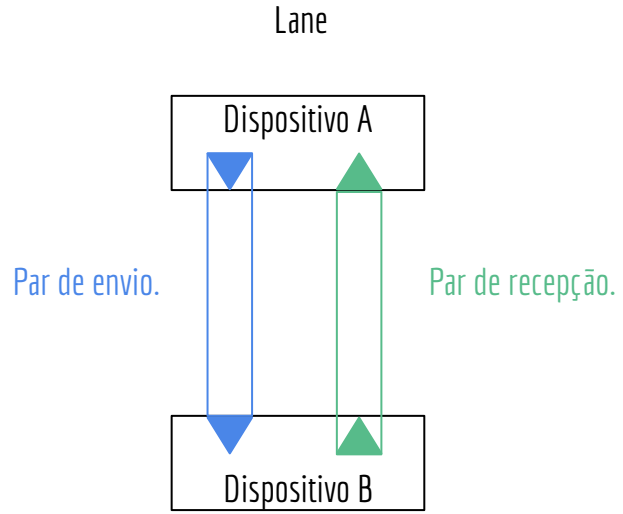 Lane
Dispositivo A
Par de envio.
Par de recepção.
Dispositivo B